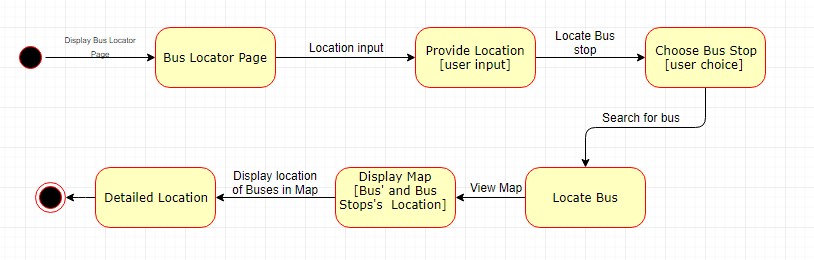 Display Bus Locator
Page
Bus Locator Page
Location input
Provide Location
[user input]
Locate Bus
stop
Choose Bus Stop
[user choice]
Search for bus
Locate Bus
View Map
Display Map
[Bus' and Bus
Stops's Location]
Display location
of Buses in Map
Detailed Location